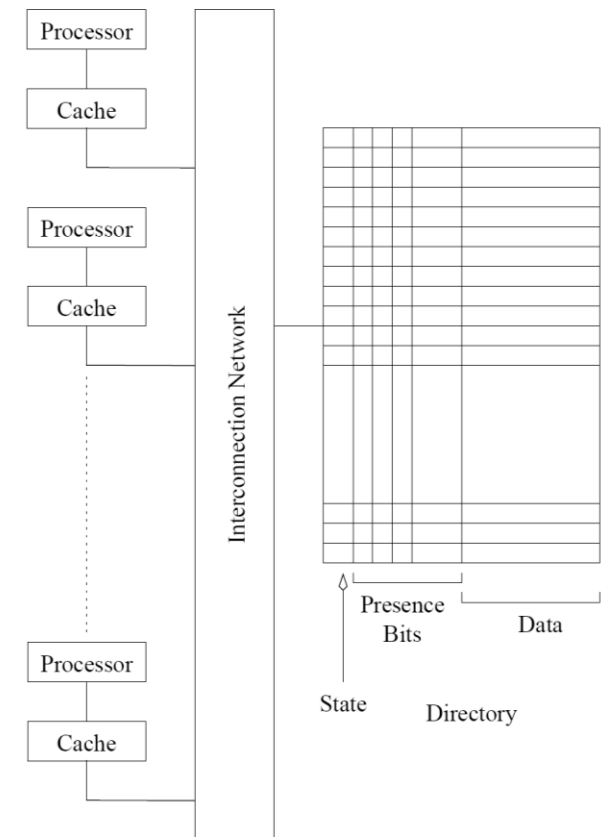 Processor
Cache
Processor
Cache
Interconnection Network
Processor
Cache
Presence
Bits
Data
State
Directory